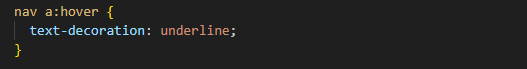 nav a:hover {
  text-decoration: underline;
}